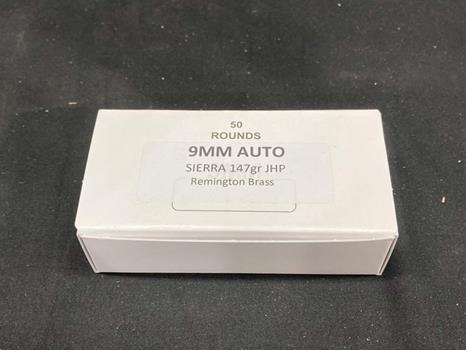 50
ROUNDS
9MM AUTO
SIERRA 147gr JHP
Remington Brass